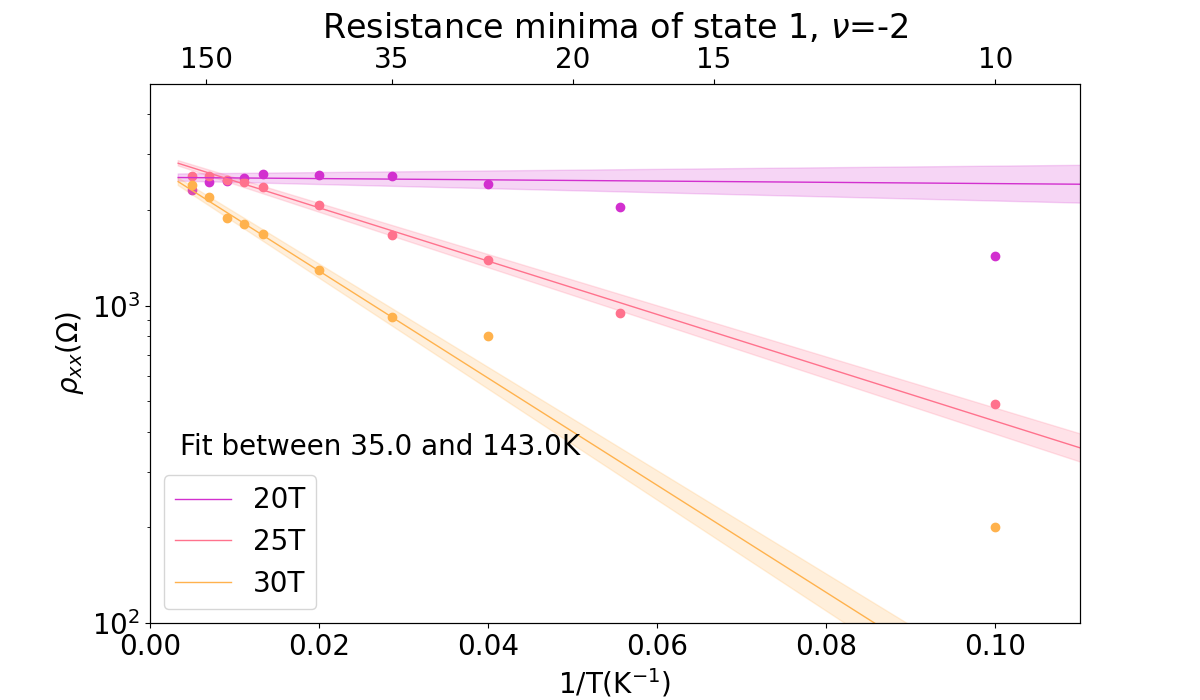 Resistance minima of state 1, ν=-2
150 35 20 15 10
10³
ρₓₓ(Ω)
Fit between 35.0 and 143.0K
20T
25T
30T
10²
0.00 0.02 0.04 0.06 0.08 0.10
1/T(K⁻¹)